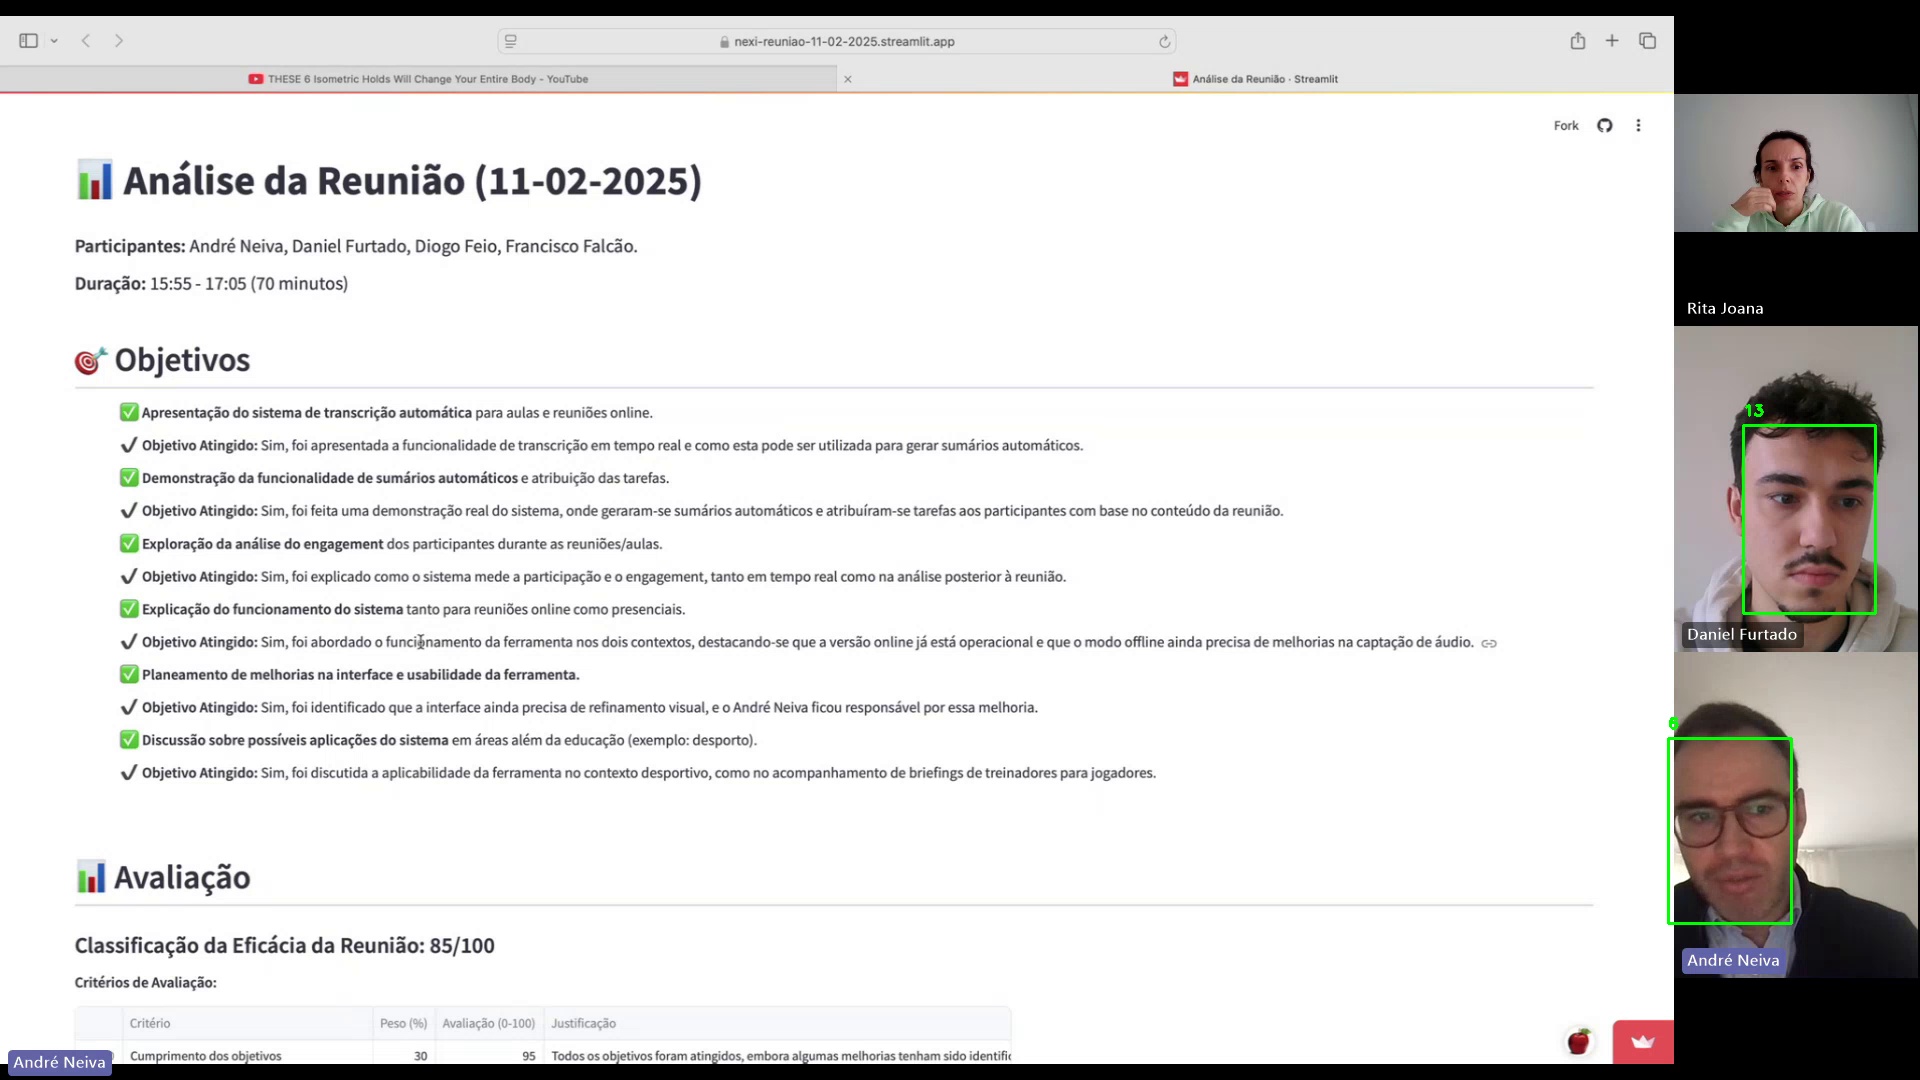 nexi-reuniao-11-02-2025.streamlit.app
THESE 6 Isometric Holds Will Change Your Entire Body - YouTube
Análise da Reunião · Streamlit
Fork
Análise da Reunião (11-02-2025)
Participantes: André Neiva, Daniel Furtado, Diogo Feio, Francisco Falcão.
Duração: 15:55 - 17:05 (70 minutos)
Objetivos
Apresentação do sistema de transcrição automática para aulas e reuniões online.
Objetivo Atingido: Sim, foi apresentada a funcionalidade de transcrição em tempo real e como esta pode ser utilizada para gerar sumários automáticos.
Demonstração da funcionalidade de sumários automáticos e atribuição das tarefas.
Objetivo Atingido: Sim, foi feita uma demonstração real do sistema, onde geraram-se sumários automáticos e atribuíram-se tarefas aos participantes com base no conteúdo da reunião.
Exploração da análise do engagement dos participantes durante as reuniões/aulas.
Objetivo Atingido: Sim, foi explicado como o sistema mede a participação e o engagement, tanto em tempo real como na análise posterior à reunião.
Explicação do funcionamento do sistema tanto para reuniões online como presenciais.
Objetivo Atingido: Sim, foi abordado o funcionamento da ferramenta nos dois contextos, destacando-se que a versão online já está operacional e que o modo offline ainda precisa de melhorias na captação de áudio.
Planeamento de melhorias na interface e usabilidade da ferramenta.
Objetivo Atingido: Sim, foi identificado que a interface ainda precisa de refinamento visual, e o André Neiva ficou responsável por essa melhoria.
Discussão sobre possíveis aplicações do sistema em áreas além da educação (exemplo: desporto).
Objetivo Atingido: Sim, foi discutida a aplicabilidade da ferramenta no contexto desportivo, como no acompanhamento de briefings de treinadores para jogadores.
Avaliação
Classificação da Eficácia da Reunião: 85/100
Critérios de Avaliação:
Critério Peso (%) Avaliação (0-100) Justificação
Cumprimento dos objetivos 30 95 Todos os objetivos foram atingidos, embora algumas melhorias tenham sido
André Neiva
Rita Joana
13
Daniel Furtado
André Neiva